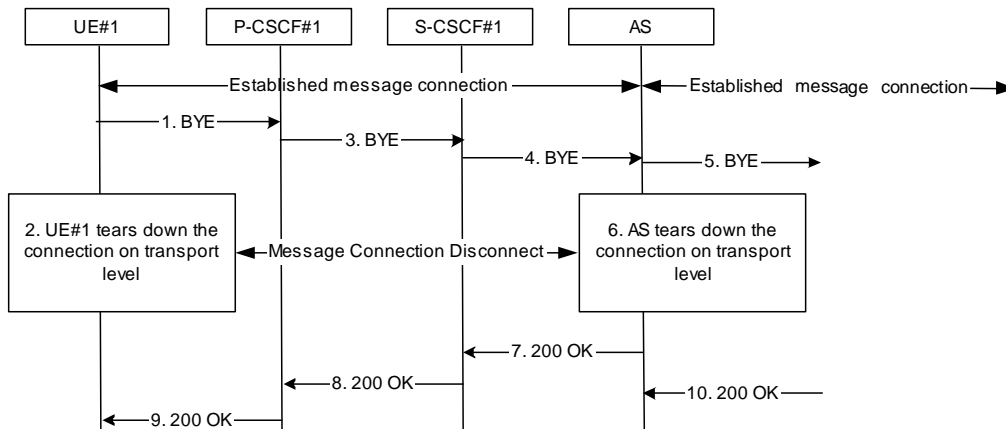 UE#1
P-CSCF#1
S-CSCF#1
AS
Established message connection
Established message connection
1. BYE
3. BYE
4. BYE
5. BYE
2. UE#1 tears down the
connection on transport
level
Message Connection Disconnect
6. AS tears down the
connection on transport
level
7. 200 OK
8. 200 OK
10. 200 OK
9. 200 OK